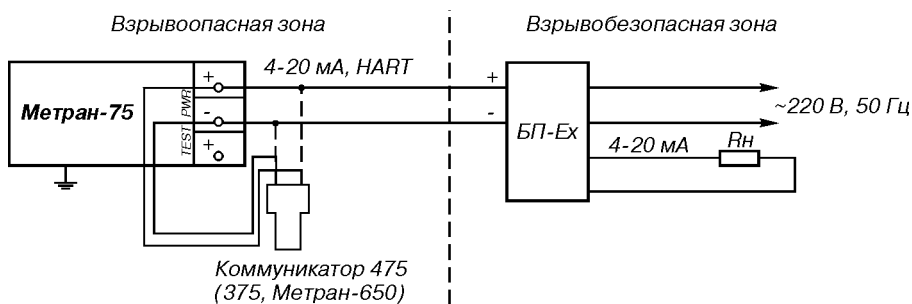 Взрывоопасная зона
Взрывобезопасная зона
4-20 мА, HART
Метран-75
+
PWR
-
TEST
+
+
-
БП-Ех
~220 В, 50 Гц
4-20 мА
Rн
Коммуникатор 475
(375, Метран-650)